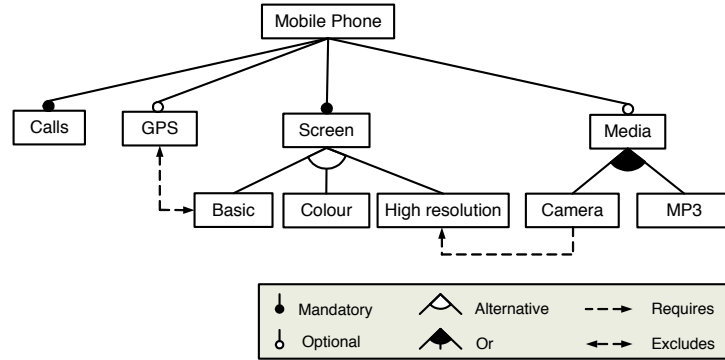 Mobile Phone
Calls
GPS
Screen
Media
Basic
Colour
High resolution
Camera
MP3
Mandatory
Alternative
Requires
Optional
Or
Excludes